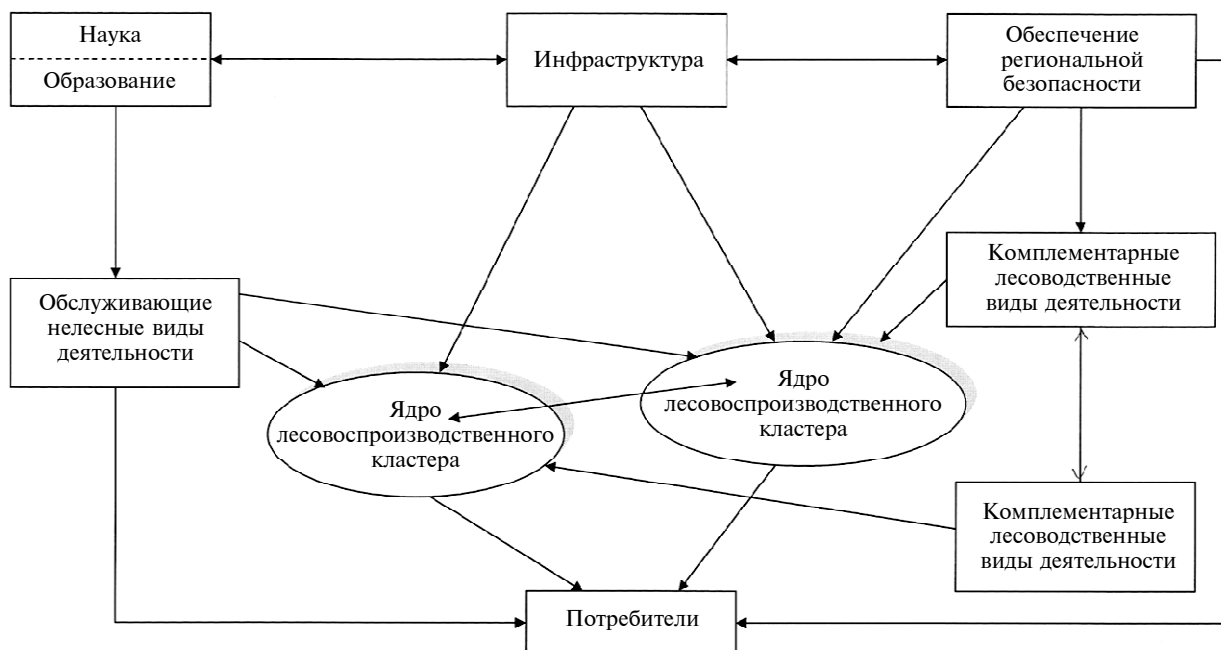 Наука
Образование
Инфраструктура
Обеспечение
региональной
безопасности
Обслуживающие
нелесные виды
деятельности
Комплементарные
лесоводственные
виды деятельности
Ядро
лесовоспроизводственного
кластера
Ядро
лесовоспроизводственного
кластера
Комплементарные
лесоводственные
виды деятельности
Потребители